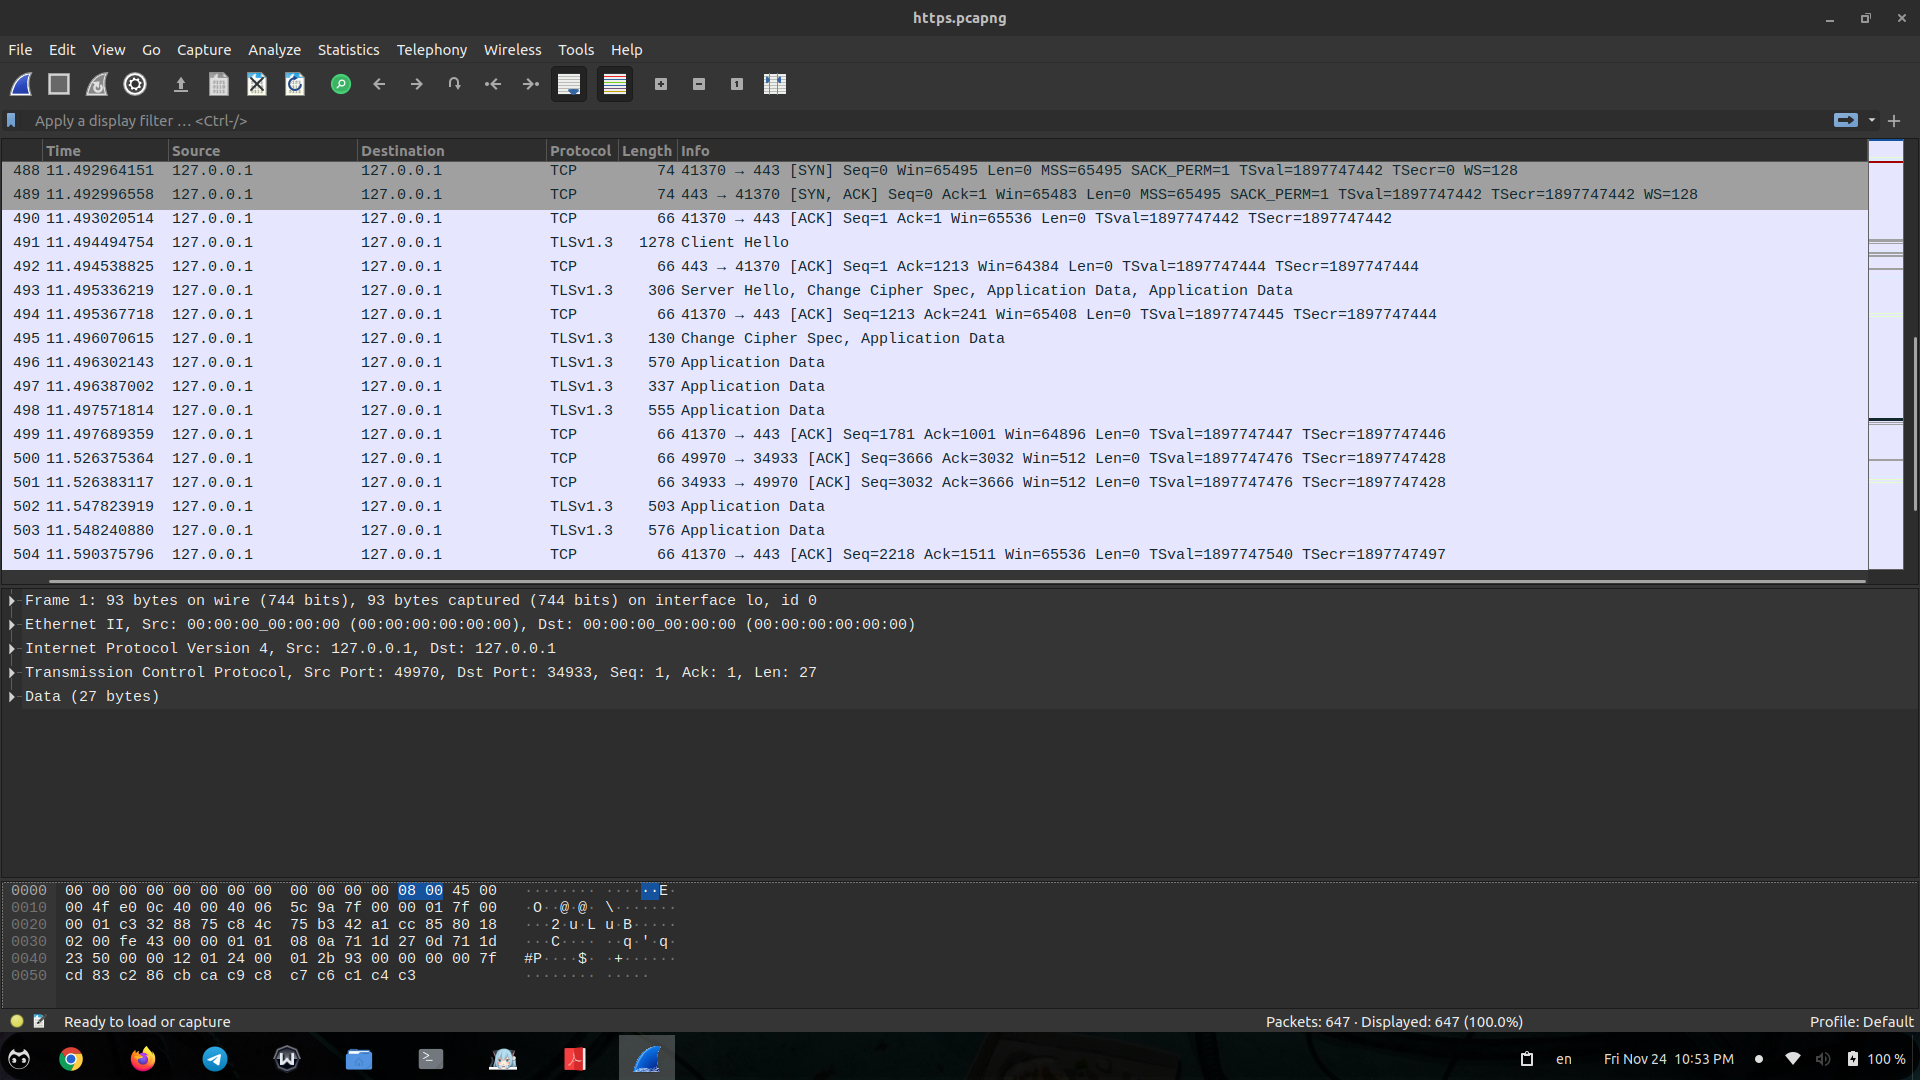 https.pcapng
File Edit View Go Capture Analyze Statistics Telephony Wireless Tools Help
Apply a display filter … <Ctrl-/>
Time Source Destination Protocol Length Info
488 11.492964151 127.0.0.1 127.0.0.1 TCP 74 41370 → 443 [SYN] Seq=0 Win=65495 Len=0 MSS=65495 SACK_PERM=1 TSval=1897747442 TSecr=0 WS=128
489 11.492996558 127.0.0.1 127.0.0.1 TCP 74 443 → 41370 [SYN, ACK] Seq=0 Ack=1 Win=65483 Len=0 MSS=65495 SACK_PERM=1 TSval=1897747442 TSecr=1897747442 WS=128
490 11.493020514 127.0.0.1 127.0.0.1 TCP 66 41370 → 443 [ACK] Seq=1 Ack=1 Win=65536 Len=0 TSval=1897747442 TSecr=1897747442
491 11.494494754 127.0.0.1 127.0.0.1 TLSv1.3 1278 Client Hello
492 11.494538825 127.0.0.1 127.0.0.1 TCP 66 443 → 41370 [ACK] Seq=1 Ack=1213 Win=64384 Len=0 TSval=1897747444 TSecr=1897747444
493 11.495336219 127.0.0.1 127.0.0.1 TLSv1.3 306 Server Hello, Change Cipher Spec, Application Data, Application Data
494 11.495367718 127.0.0.1 127.0.0.1 TCP 66 41370 → 443 [ACK] Seq=1213 Ack=241 Win=65408 Len=0 TSval=1897747445 TSecr=1897747444
495 11.496070615 127.0.0.1 127.0.0.1 TLSv1.3 130 Change Cipher Spec, Application Data
496 11.496302143 127.0.0.1 127.0.0.1 TLSv1.3 570 Application Data
497 11.496387002 127.0.0.1 127.0.0.1 TLSv1.3 337 Application Data
498 11.497571814 127.0.0.1 127.0.0.1 TLSv1.3 555 Application Data
499 11.497689359 127.0.0.1 127.0.0.1 TCP 66 41370 → 443 [ACK] Seq=1781 Ack=1001 Win=64896 Len=0 TSval=1897747447 TSecr=1897747446
500 11.526375364 127.0.0.1 127.0.0.1 TCP 66 49970 → 34933 [ACK] Seq=3666 Ack=3032 Win=512 Len=0 TSval=1897747476 TSecr=1897747428
501 11.526383117 127.0.0.1 127.0.0.1 TCP 66 34933 → 49970 [ACK] Seq=3032 Ack=3666 Win=512 Len=0 TSval=1897747476 TSecr=1897747428
502 11.547823919 127.0.0.1 127.0.0.1 TLSv1.3 503 Application Data
503 11.548240880 127.0.0.1 127.0.0.1 TLSv1.3 576 Application Data
504 11.590375796 127.0.0.1 127.0.0.1 TCP 66 41370 → 443 [ACK] Seq=2218 Ack=1511 Win=65536 Len=0 TSval=1897747540 TSecr=1897747497
Frame 1: 93 bytes on wire (744 bits), 93 bytes captured (744 bits) on interface lo, id 0
Ethernet II, Src: 00:00:00_00:00:00 (00:00:00:00:00:00), Dst: 00:00:00_00:00:00 (00:00:00:00:00:00)
Internet Protocol Version 4, Src: 127.0.0.1, Dst: 127.0.0.1
Transmission Control Protocol, Src Port: 49970, Dst Port: 34933, Seq: 1, Ack: 1, Len: 27
Data (27 bytes)
0000 00 00 00 00 00 00 00 00 00 00 00 00 08 00 45 00 ········ ······E·
0010 00 4f e0 0c 40 00 40 06 5c 9a 7f 00 00 01 7f 00 ·O··@·@· \·······
0020 00 01 c3 32 88 75 c8 4c 75 b3 42 a1 cc 85 80 18 ···2·u·L u·B·····
0030 02 00 fe 43 00 00 01 01 08 0a 71 1d 27 0d 71 1d ···C···· ··q·'·q·
0040 23 50 00 00 12 01 24 00 01 2b 93 00 00 00 00 7f #P····$· ·+······
0050 cd 83 c2 86 cb ca c9 c8 c7 c6 c1 c4 c3 ········ ·····
Ready to load or capture Packets: 647 · Displayed: 647 (100.0%) Profile: Default
en Fri Nov 24 10:53 PM 100 %